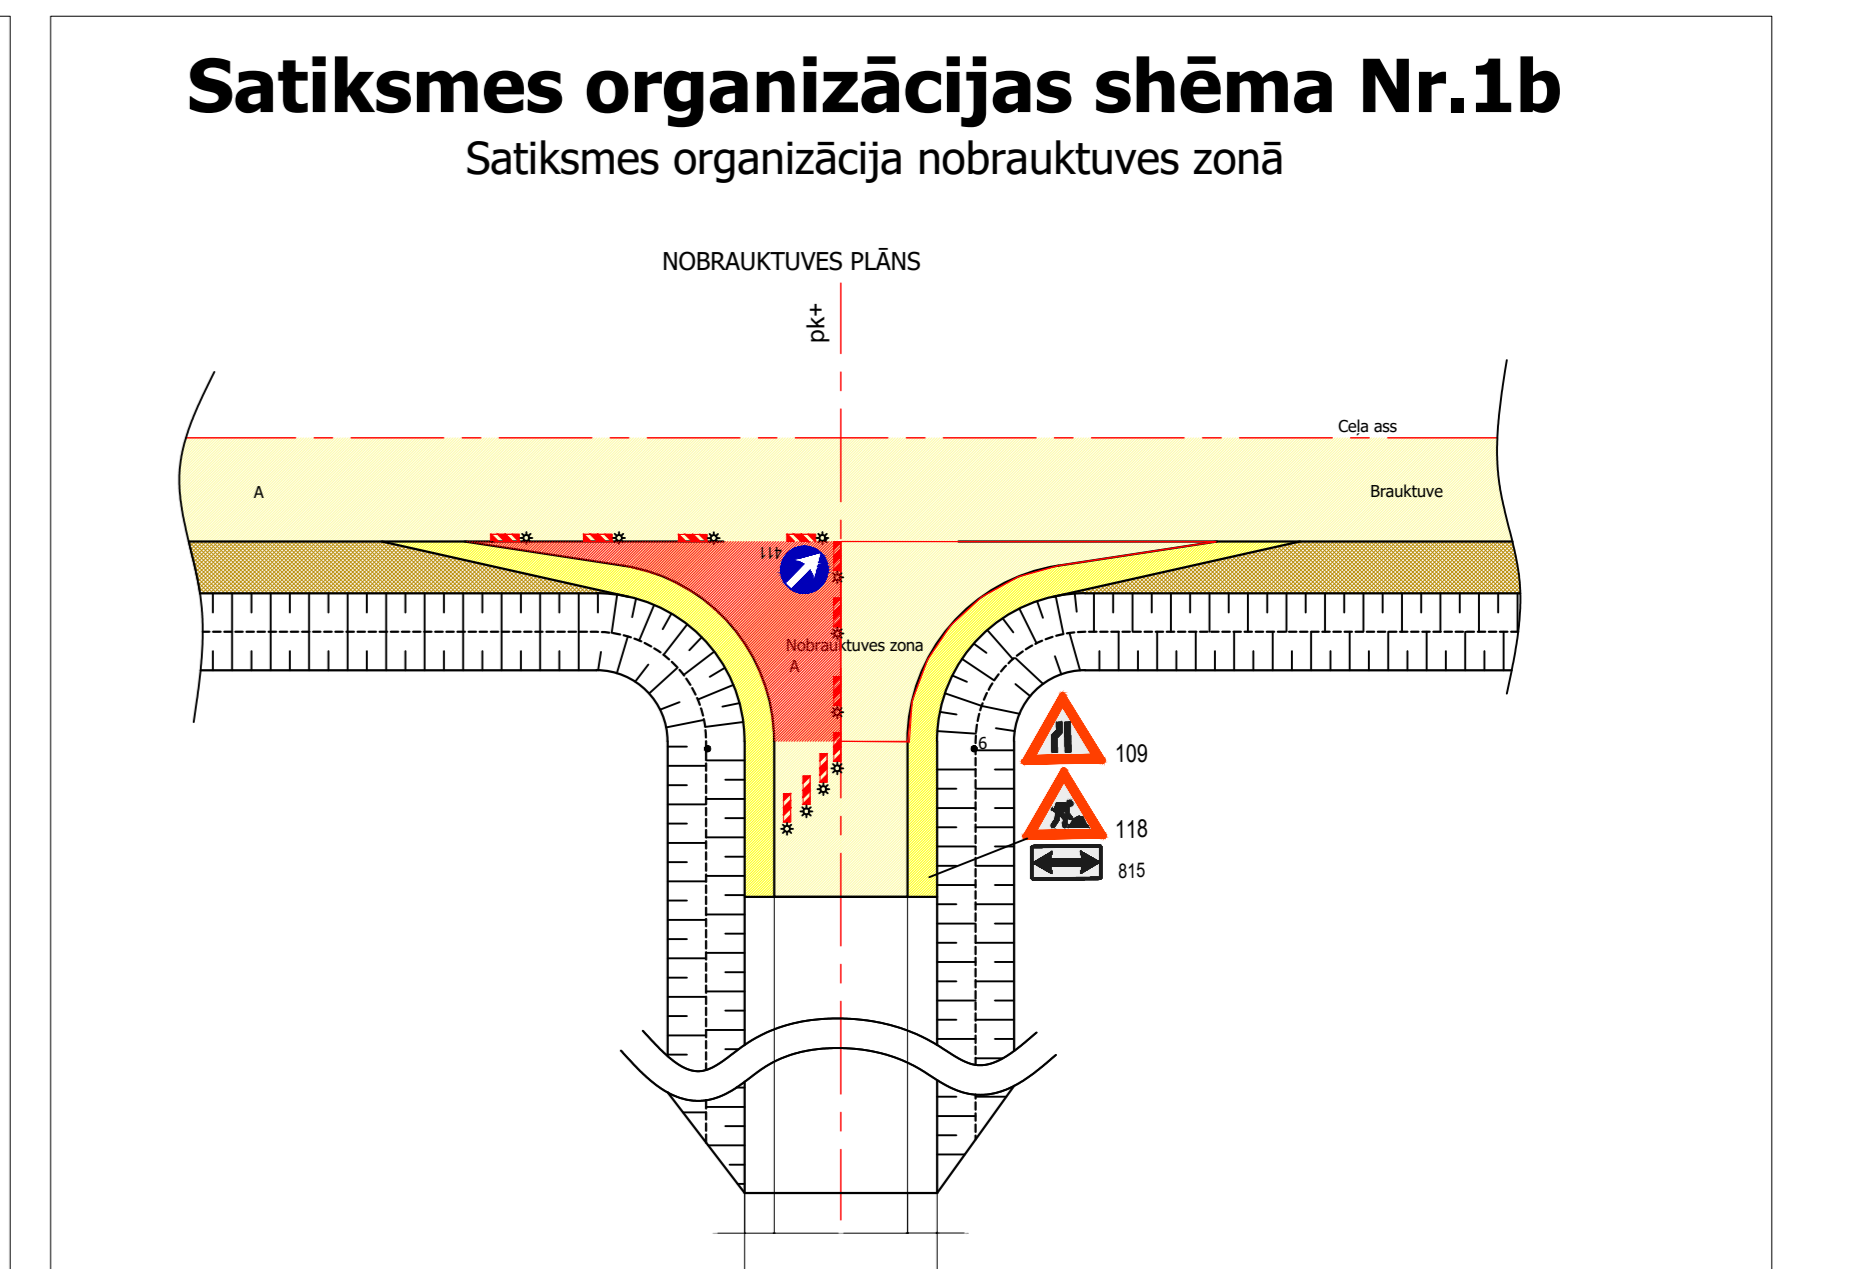 Satiksmes organizācijas shēma Nr.1b
Satiksmes organizācija nobrauktuves zonā
NOBRAUKTUVES PLĀNS
pk+
Ceļa ass
A
Brauktuve
411
Nobrauktuves zona
A
6
109
118
815